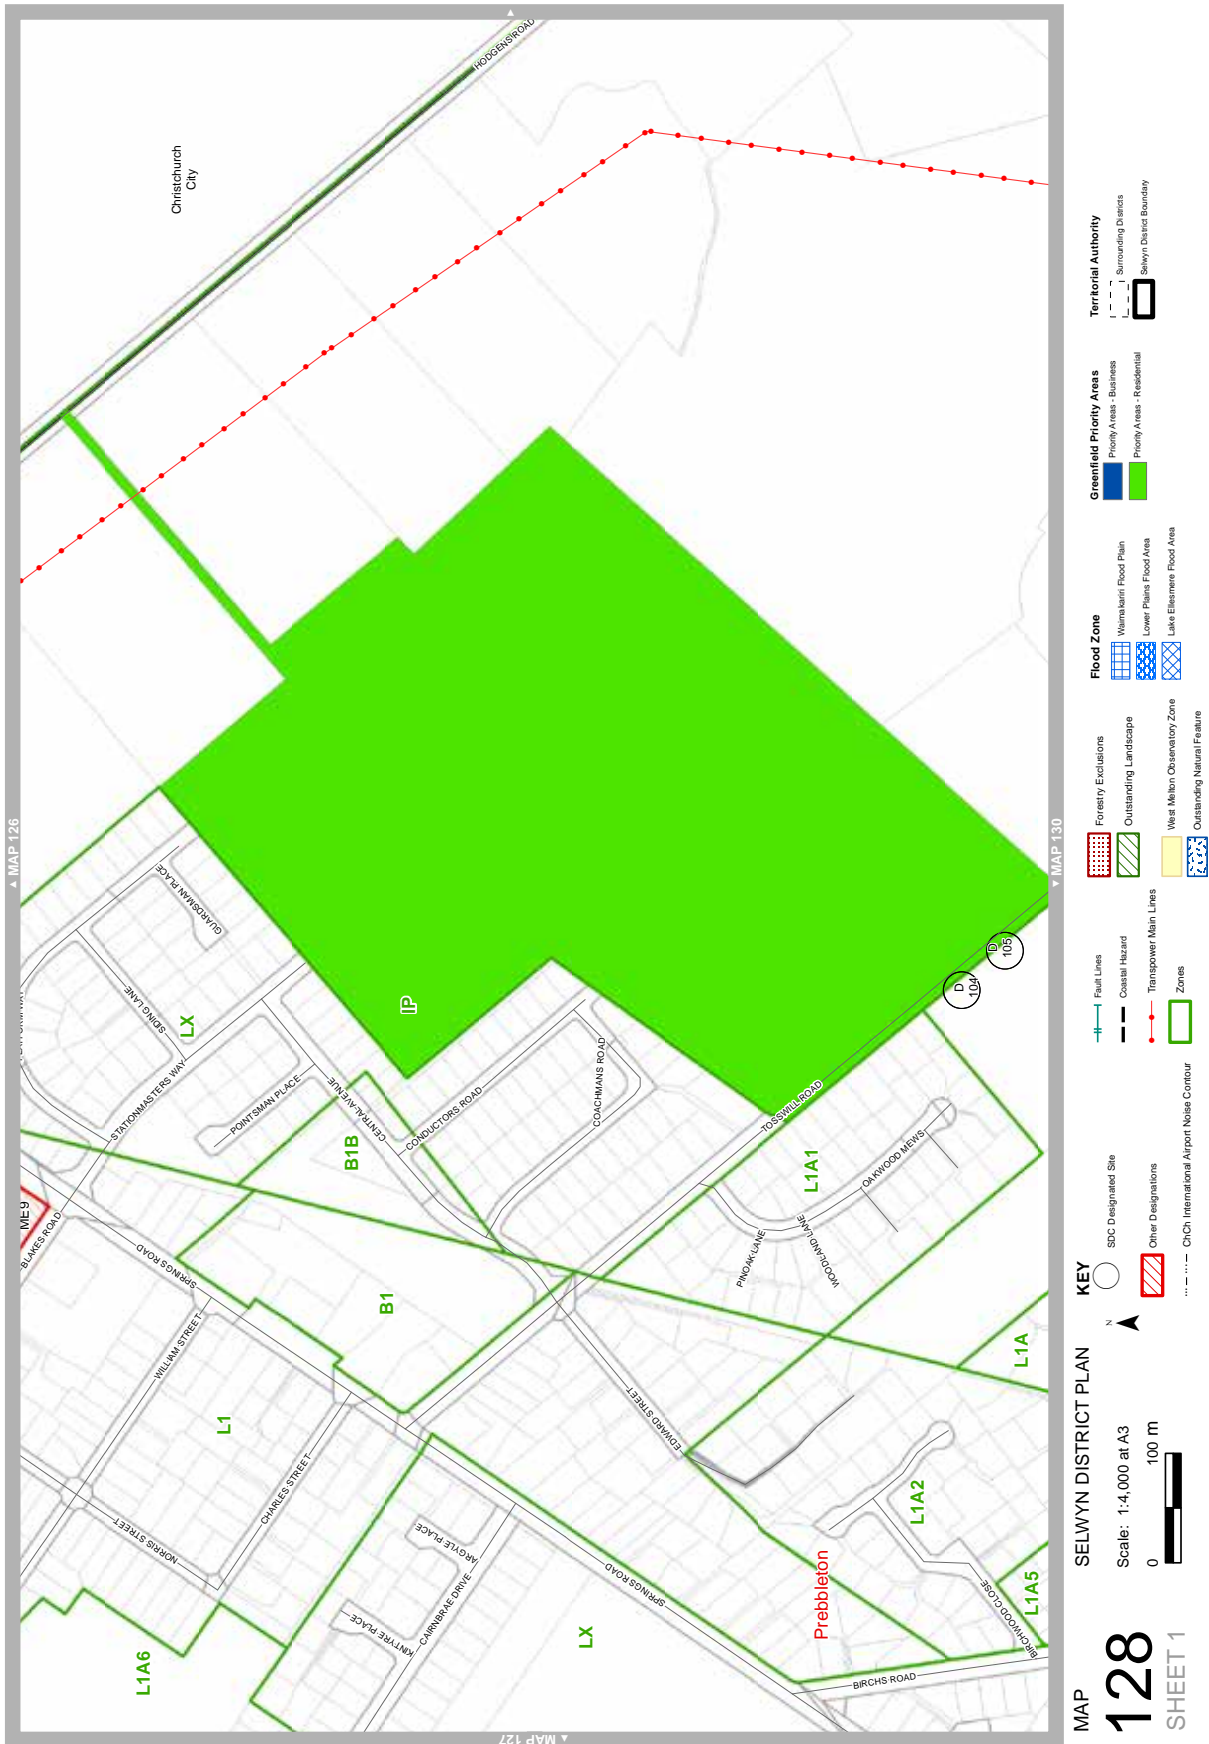 ▲ MAP 126
▲ MAP 127
▼ MAP 130
Christchurch
City
HODGENS ROAD
GUARDSMAN PLACE
SIDING LANE
LX
STATIONMASTERS WAY
POINTSMAN PLACE
CENTRAL AVENUE
CONDUCTORS ROAD
COACHMANS ROAD
IP
B1B
ME9
BLAKES ROAD
SPRINGS ROAD
B1
WILLIAM STREET
L1
CHARLES STREET
NORRIS STREET
L1A6
KINTYRE PLACE
ARGYLE PLACE
CAIRNBRAE DRIVE
SPRINGS ROAD
LX
EDWARD STREET
TOSSWILL ROAD
D
104
D
105
L1A1
OAKWOOD MEWS
PINOAK LANE
WOODLAND LANE
WOODLAND LANE
L1A
L1A2
Prebbleton
BIRCHWOOD CLOSE
L1A5
BIRCHS ROAD
MAP
128
SHEET 1
SELWYN DISTRICT PLAN
Scale: 1:4,000 at A3
0
100 m
N
KEY
SDC Designated Site
Other Designations
ChCh International Airport Noise Contour
Fault Lines
Coastal Hazard
Transpower Main Lines
Zones
Forestry Exclusions
Outstanding Landscape
West Melton Observatory Zone
Outstanding Natural Feature
Flood Zone
Waimakariri Flood Plain
Lower Plains Flood Area
Lake Ellesmere Flood Area
Greenfield Priority Areas
Priority Areas - Business
Priority Areas - Residential
Territorial Authority
Surrounding Districts
Selwyn District Boundary